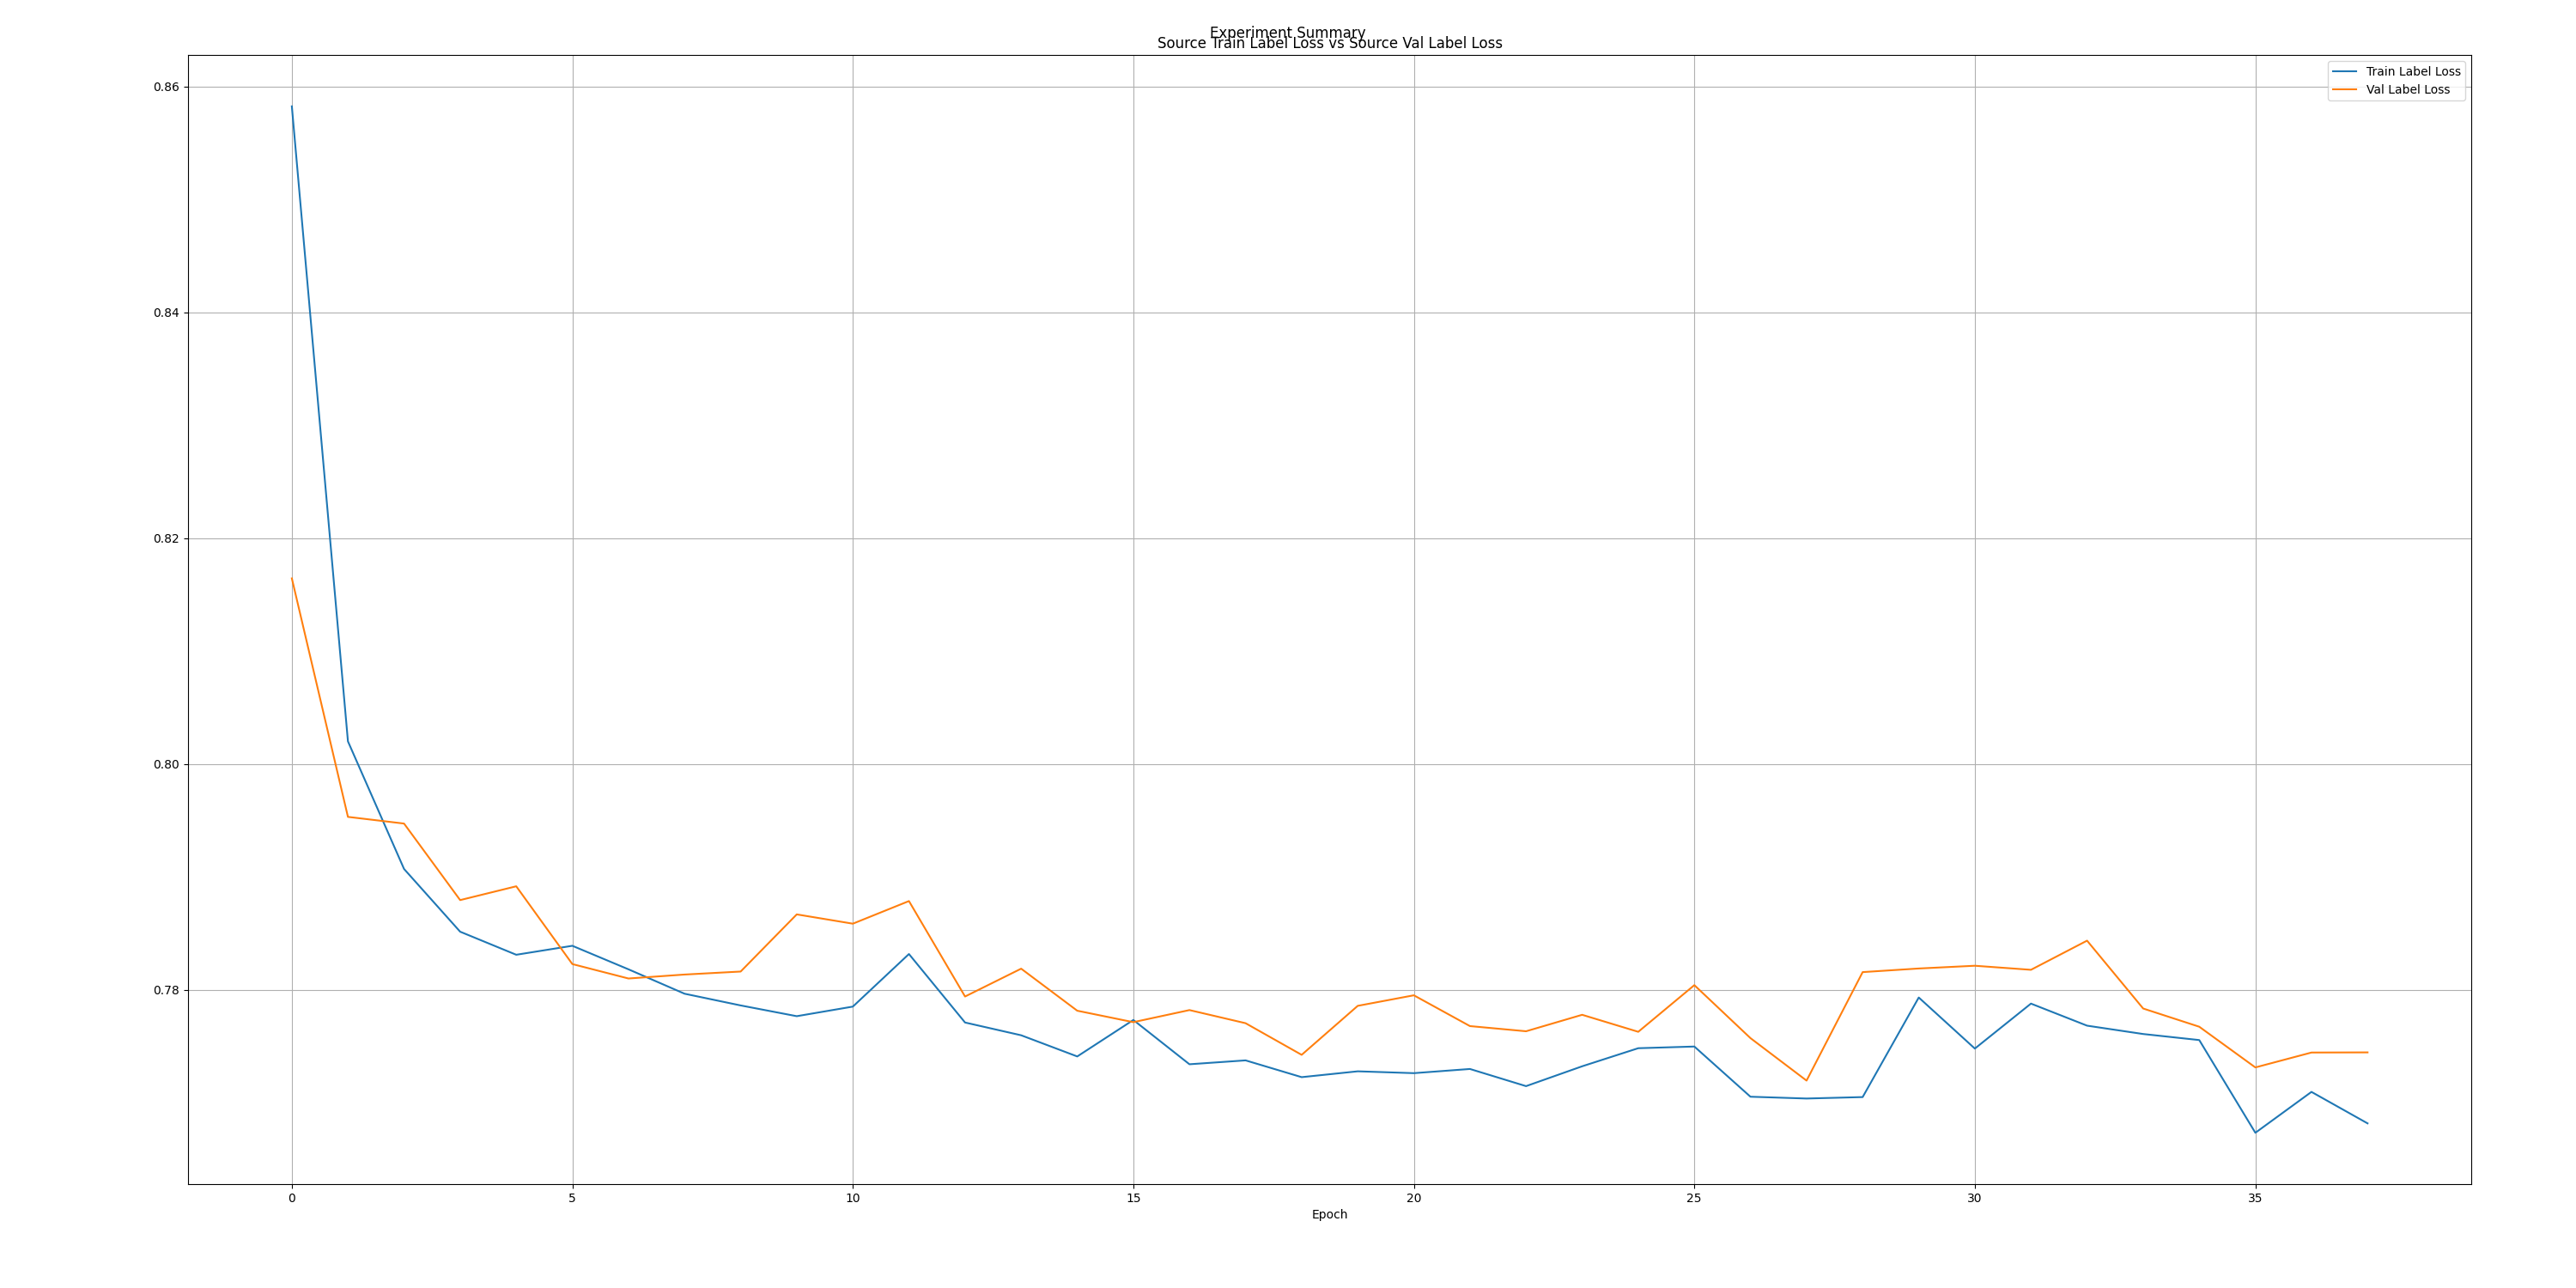 Experiment Summary
Source Train Label Loss vs Source Val Label Loss
Train Label Loss
Val Label Loss
0.86
0.84
0.82
0.80
0.78
0 5 10 15 20 25 30 35
Epoch